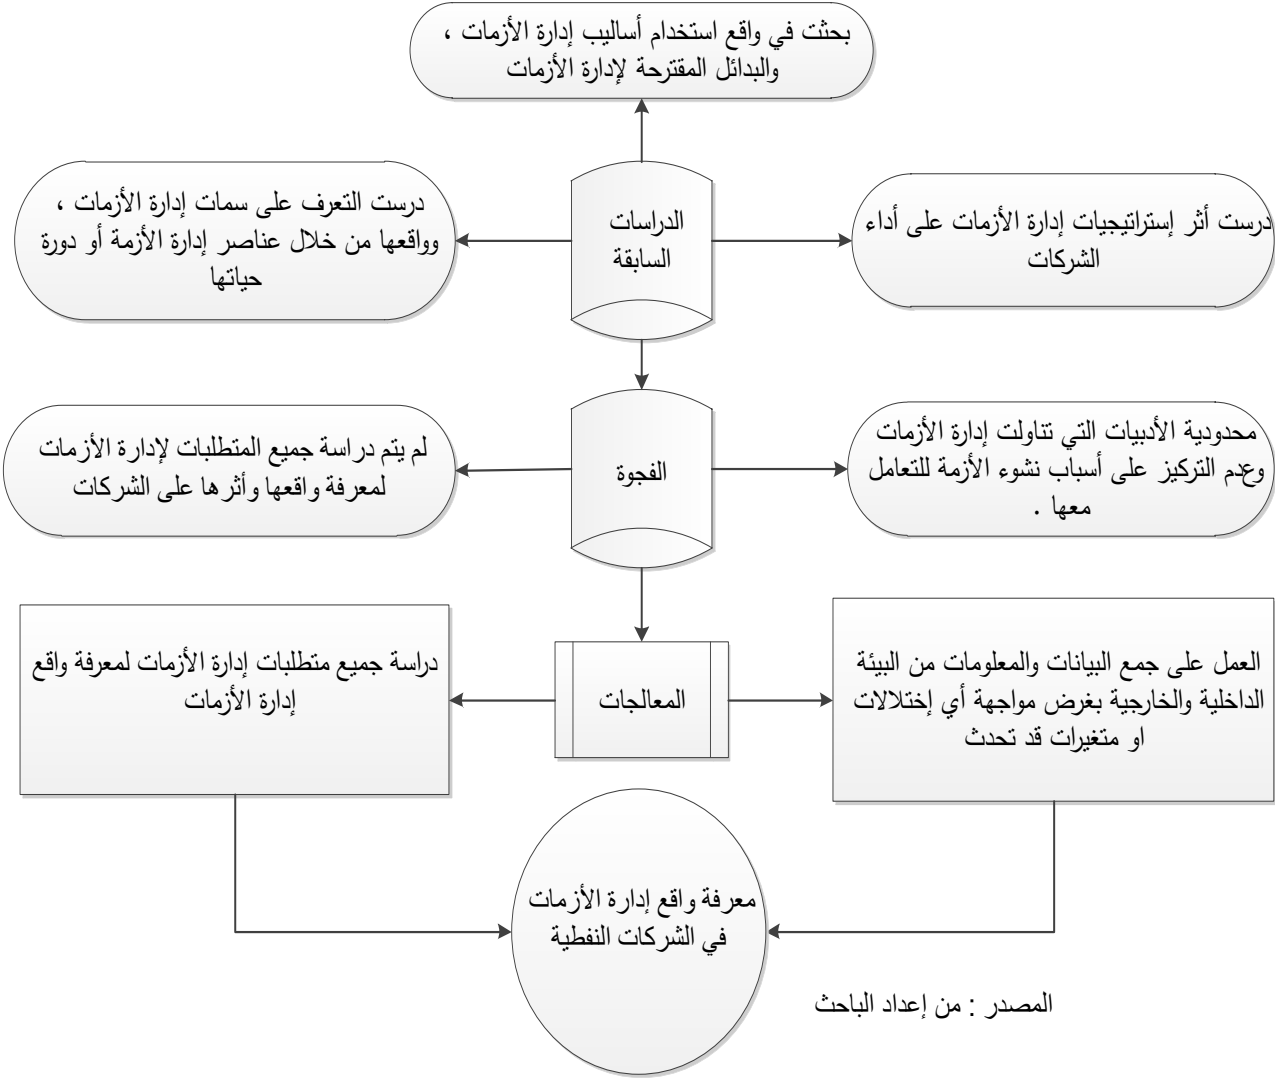 بحثت في واقع استخدام أساليب إدارة الأزمات ،
والبدائل المقترحة لإدارة الأزمات
درست أثر إستراتيجيات إدارة الأزمات على أداء
الشركات
الدراسات
السابقة
درست التعرف على سمات إدارة الأزمات ،
وواقعها من خلال عناصر إدارة الأزمة أو دورة
حياتها
محدودية الأدبيات التي تتاولت إدارة الأزمات
وعدم التركيز على أسباب نشوء الأزمة للتعامل
معها .
الفجوة
لم يتم دراسة جميع المتطلبات لإدارة الأزمات
لمعرفة واقعها وأثرها على الشركات
العمل على جمع البيانات والمعلومات من البيئة
الداخلية والخارجية بغرض مواجهة أي إختلالات
او متغيرات قد تحدث
المعالجات
دراسة جميع متطلبات إدارة الأزمات لمعرفة واقع
إدارة الأزمات
معرفة واقع إدارة الأزمات
في الشركات النفطية
المصدر : من إعداد الباحث